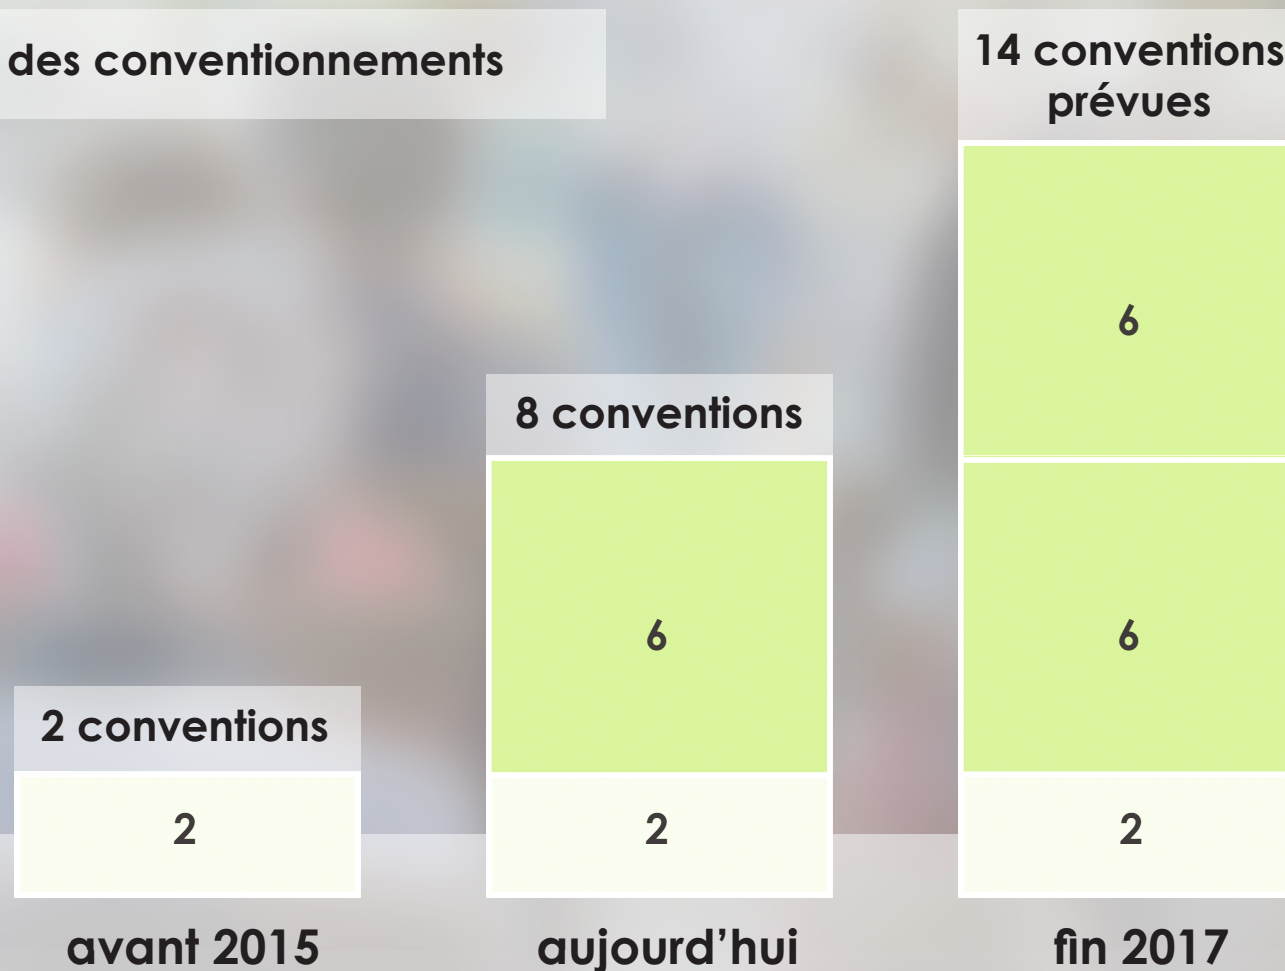 des conventionnements
14 conventions
prévues
6
8 conventions
6
6
2 conventions
2
2
2
avant 2015
aujourd’hui
fin 2017